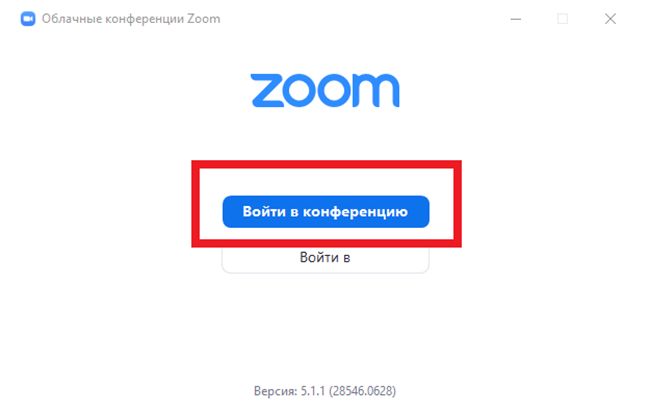 Облачные конференции Zoom
zoom
Войти в конференцию
Войти в
Версия: 5.1.1 (28546.0628)